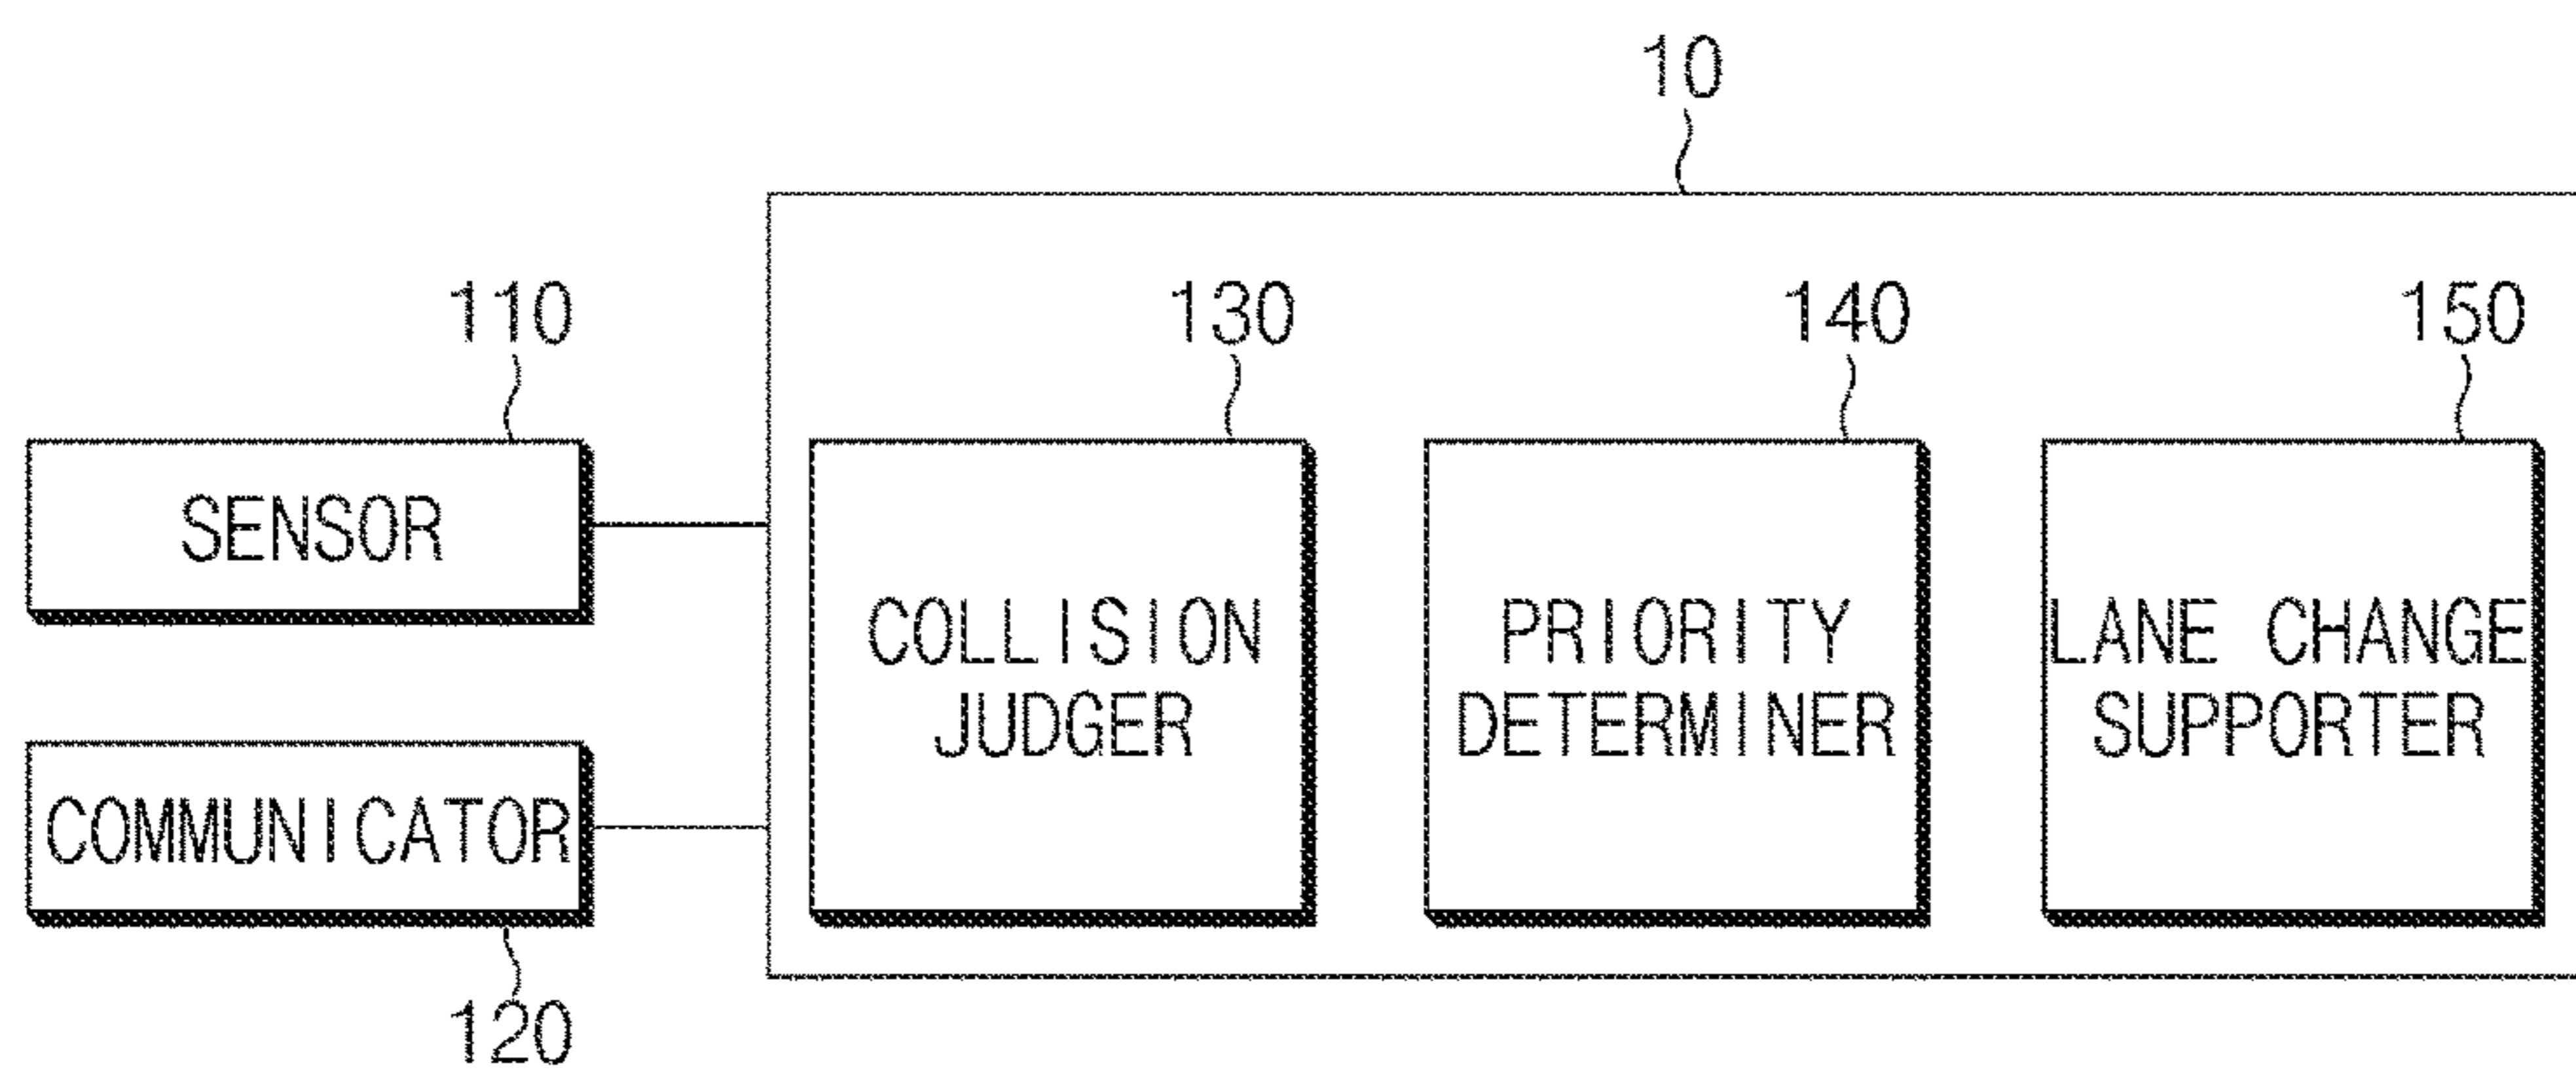 10
110
130
140
150
SENSOR
COLLISION
JUDGER
PRIORITY
DETERMINER
LANE CHANGE
SUPPORTER
COMMUNICATOR
120